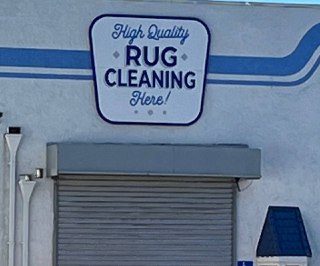 High Quality
RUG
CLEANING
Here!